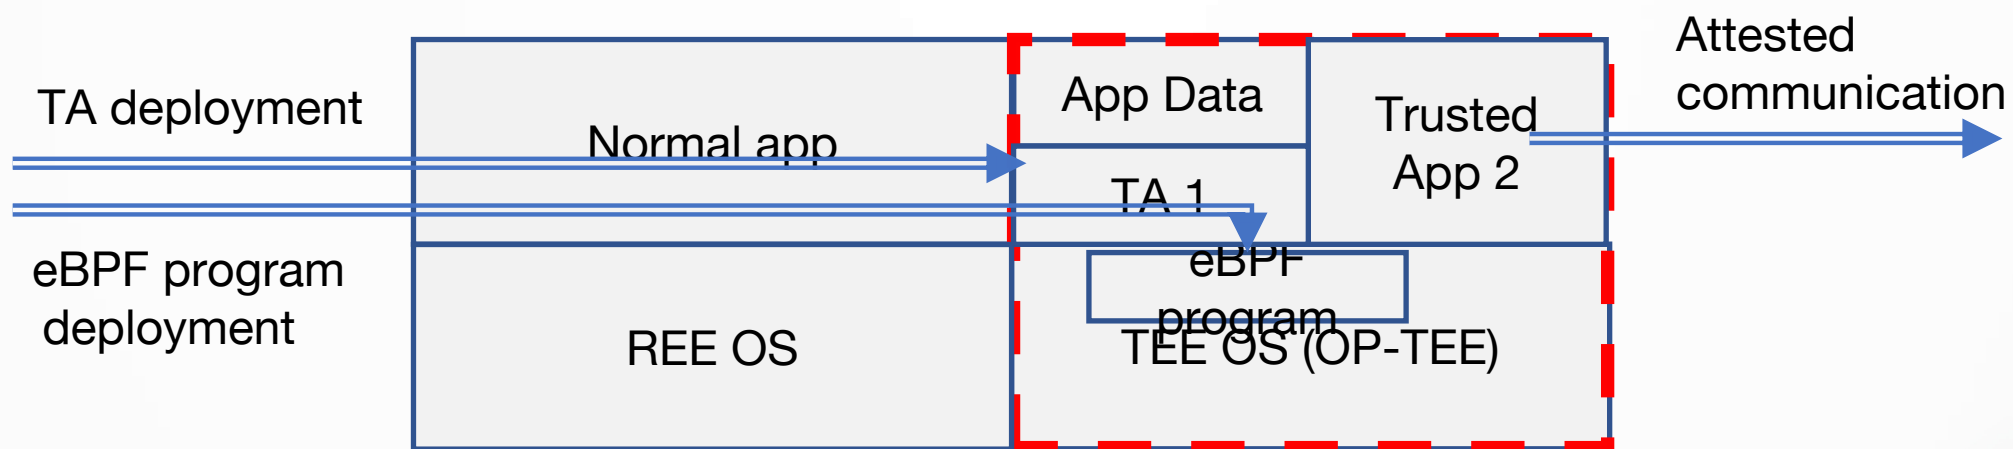 TA deployment
eBPF program
deployment
Normal app
REE OS
App Data
TA 1
Trusted
App 2
eBPF
program
TEE OS (OP-TEE)
Attested
communication